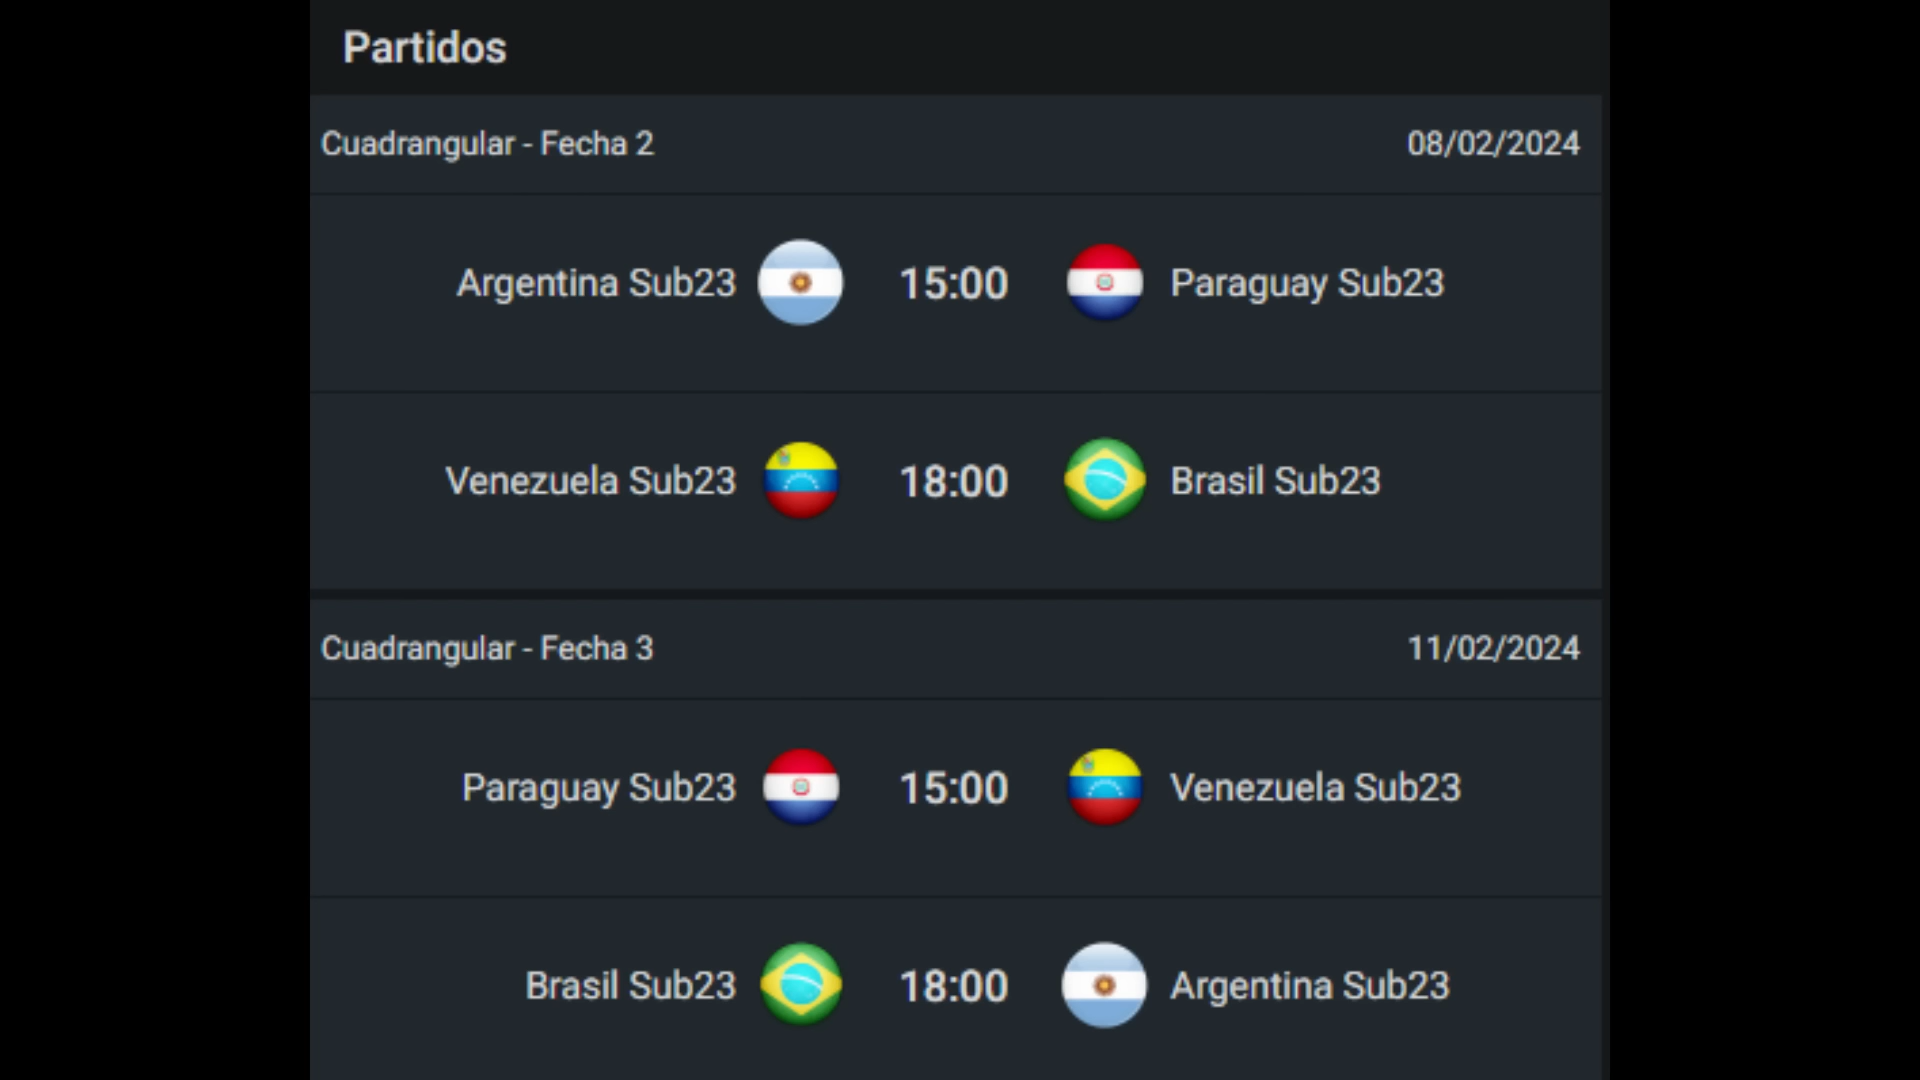 Partidos
Cuadrangular - Fecha 2 08/02/2024
Argentina Sub23 15:00 Paraguay Sub23
Venezuela Sub23 18:00 Brasil Sub23
Cuadrangular - Fecha 3 11/02/2024
Paraguay Sub23 15:00 Venezuela Sub23
Brasil Sub23 18:00 Argentina Sub23